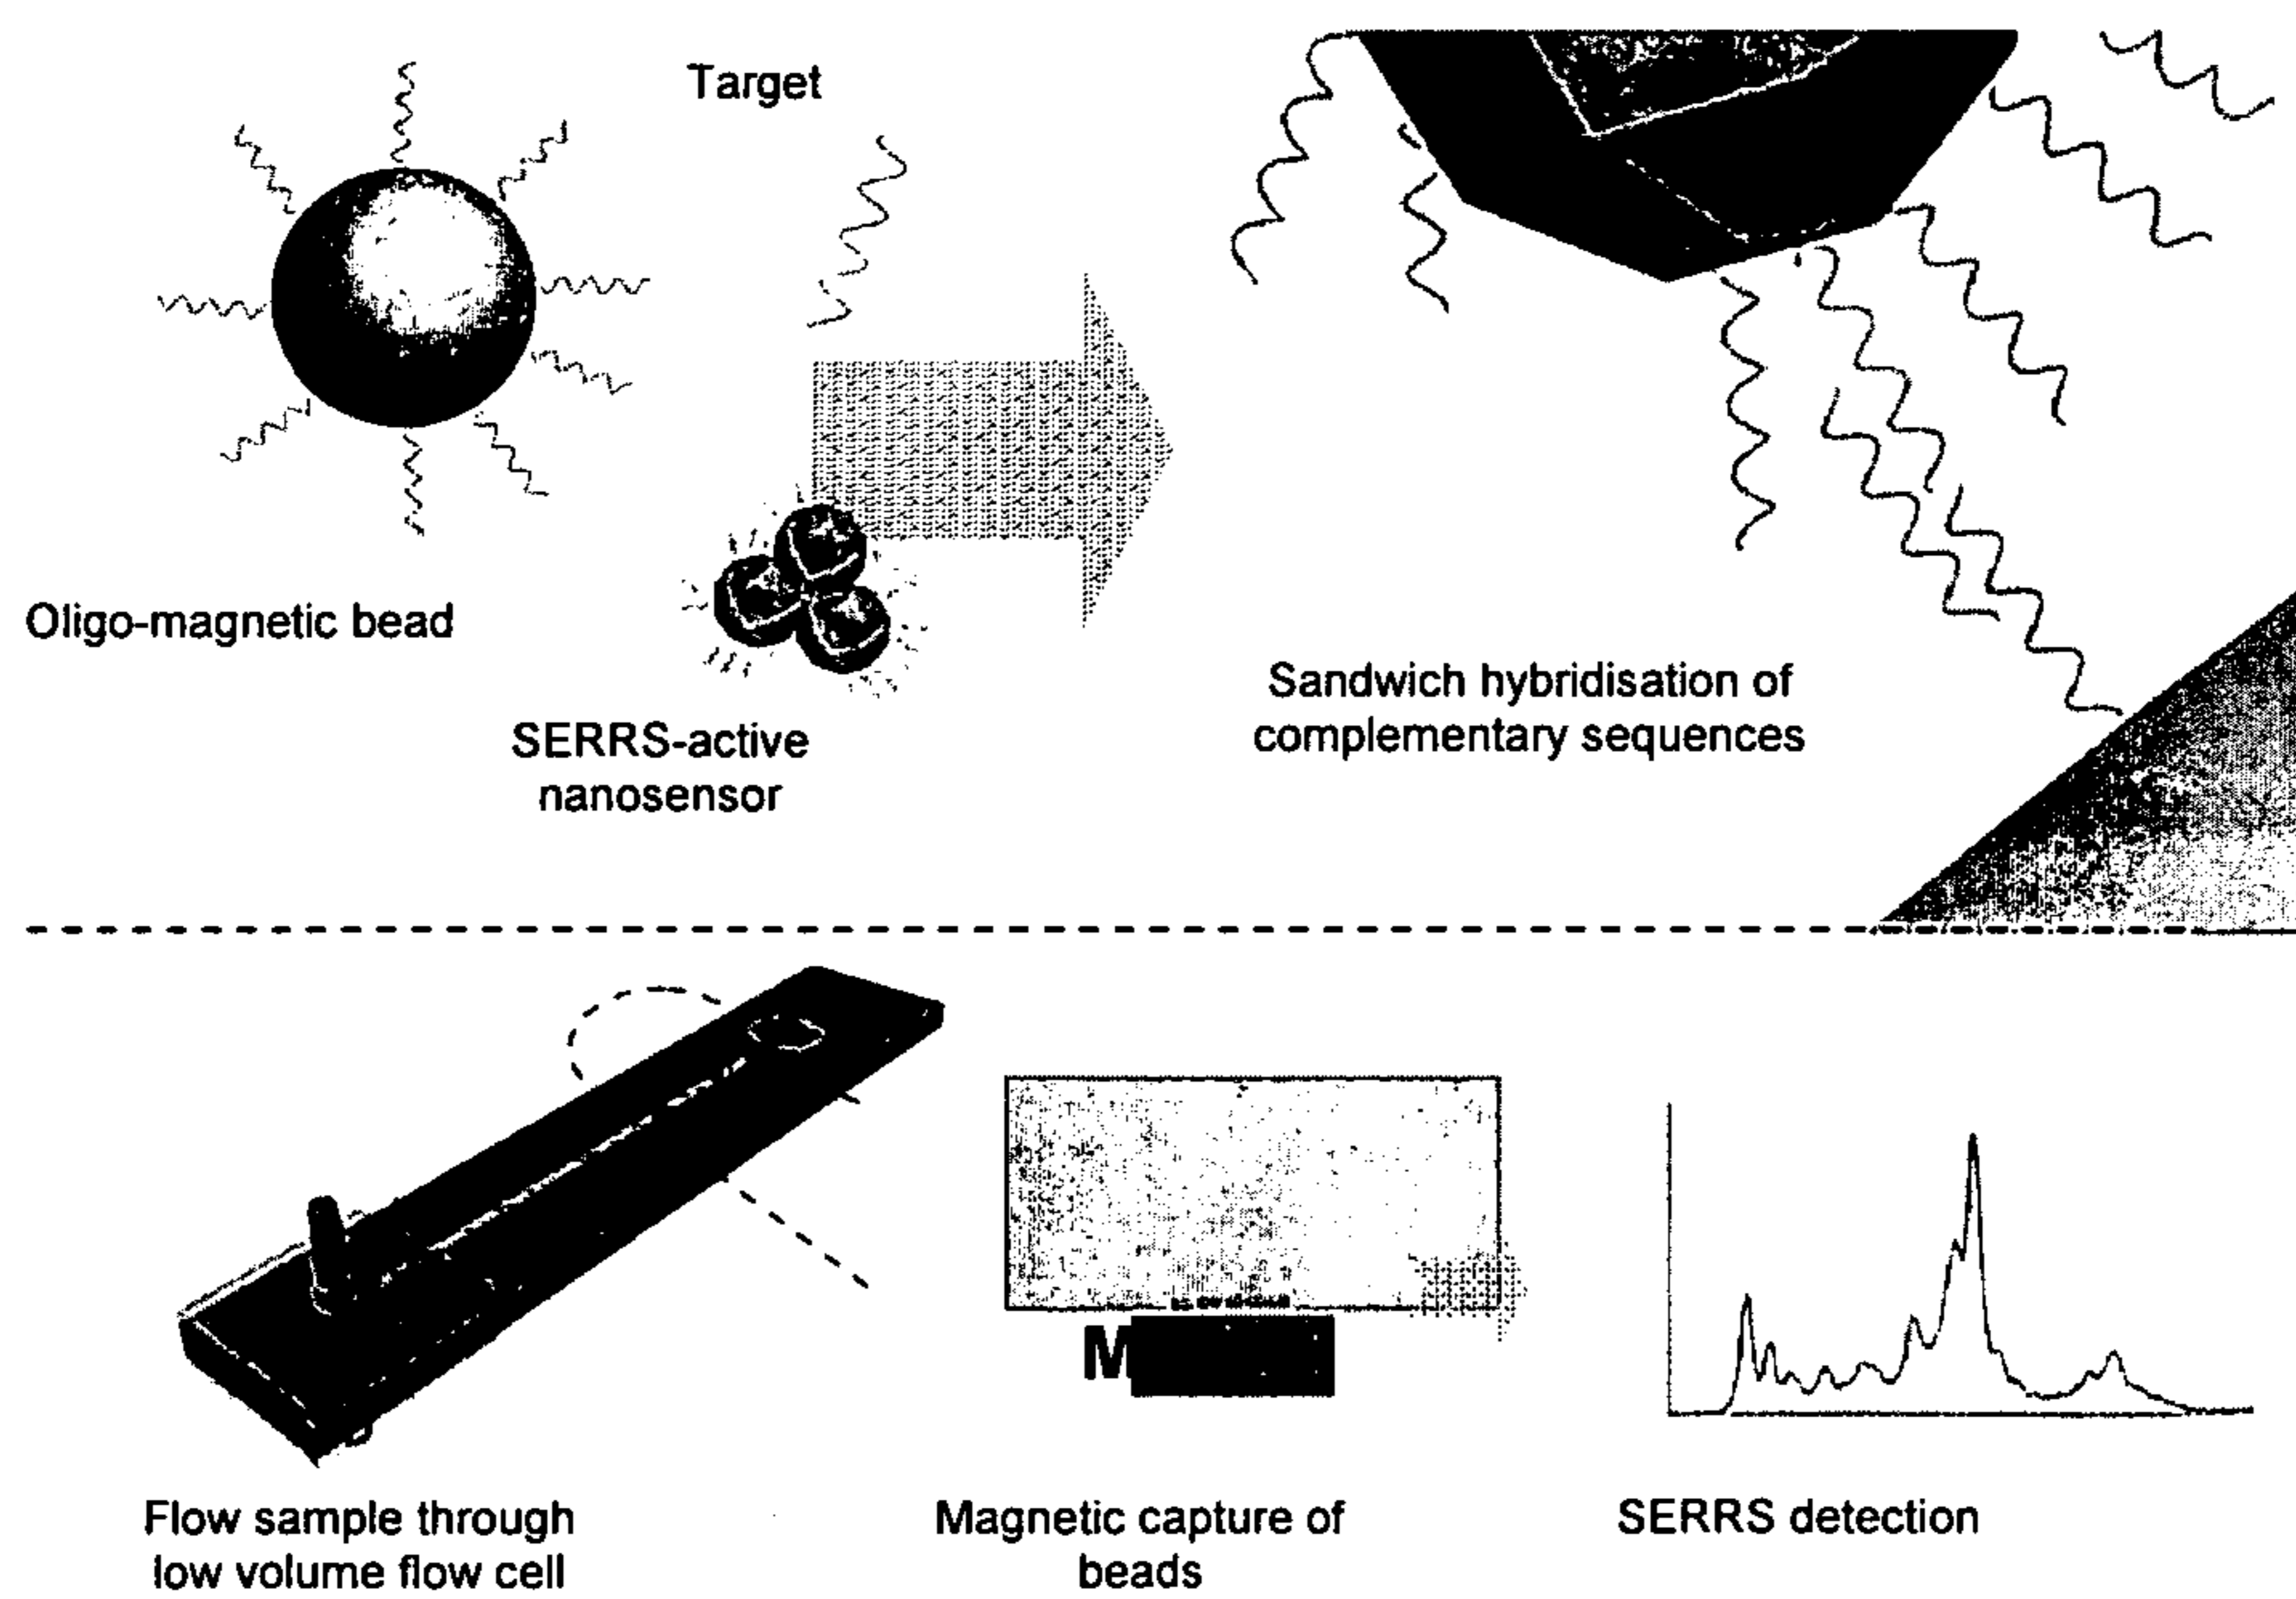 Target
Oligo-magnetic bead
SERRS-active
nanosensor
Sandwich hybridisation of
complementary sequences
M
Flow sample through
low volume flow cell
Magnetic capture of
beads
SERRS detection